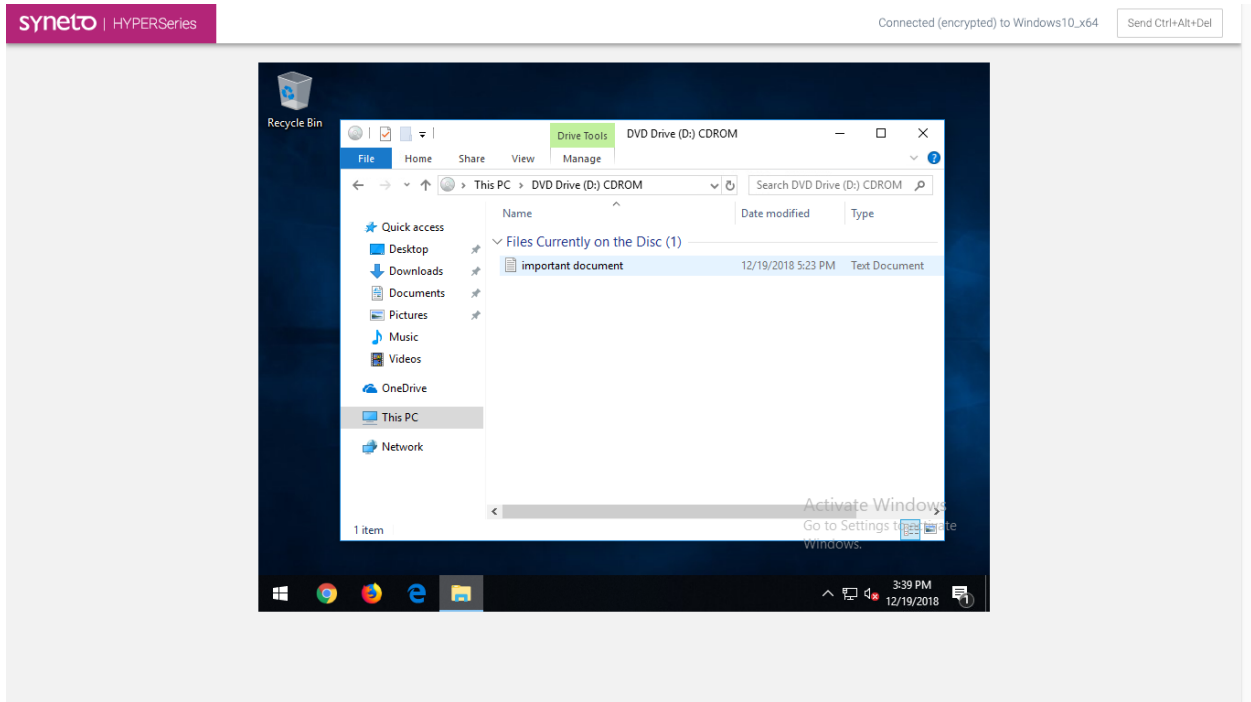 syneto | HYPERSeries
Connected (encrypted) to Windows10_x64
Send Ctrl+Alt+Del
Recycle Bin
Drive Tools
DVD Drive (D:) CDROM
File
Home
Share
View
Manage
This PC > DVD Drive (D:) CDROM
Search DVD Drive (D:) CDROM
Quick access
Desktop
Downloads
Documents
Pictures
Music
Videos
OneDrive
This PC
Network
Name
Date modified
Type
Files Currently on the Disc (1)
important document
12/19/2018 5:23 PM
Text Document
1 item
Activate Windows
Go to Settings to activate
Windows.
3:39 PM
12/19/2018
1